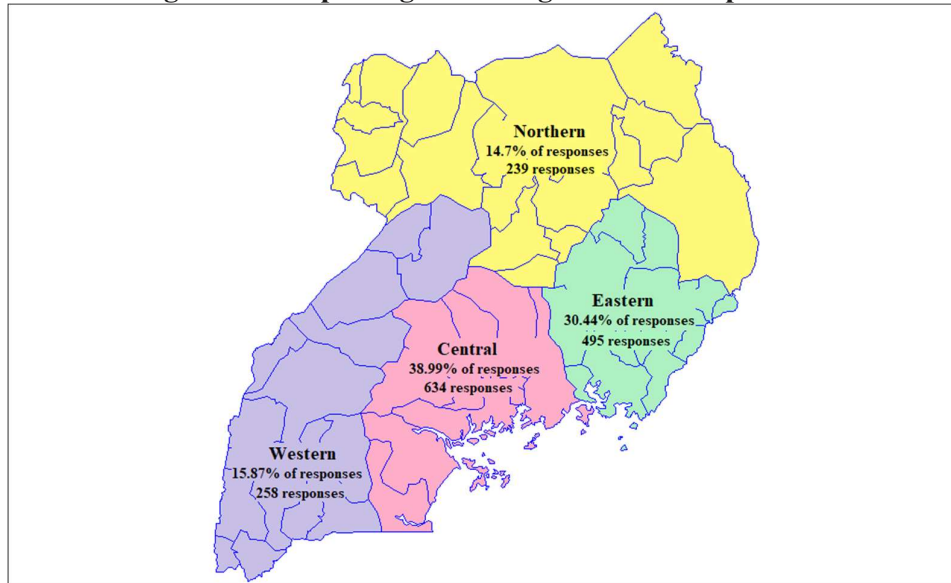 Northern
14.7% of responses
239 responses
Eastern
30.44% of responses
495 responses
Central
38.99% of responses
634 responses
Western
15.87% of responses
258 responses